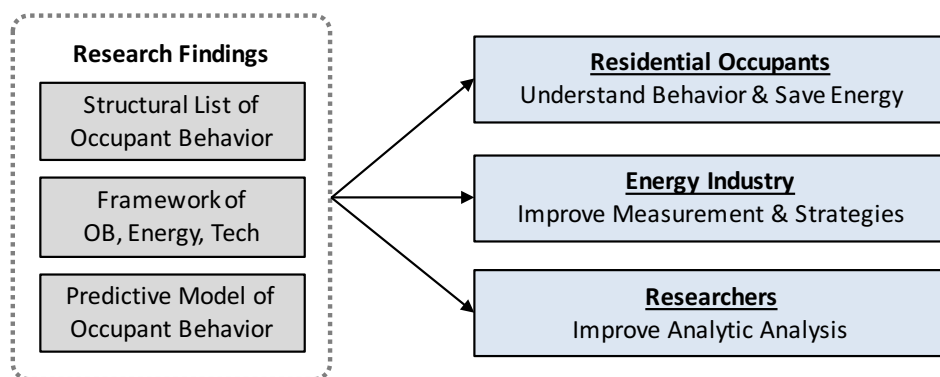 Research Findings
Structural List of
Occupant Behavior
Framework of
OB, Energy, Tech
Predictive Model of
Occupant Behavior
Residential Occupants
Understand Behavior & Save Energy
Energy Industry
Improve Measurement & Strategies
Researchers
Improve Analytic Analysis